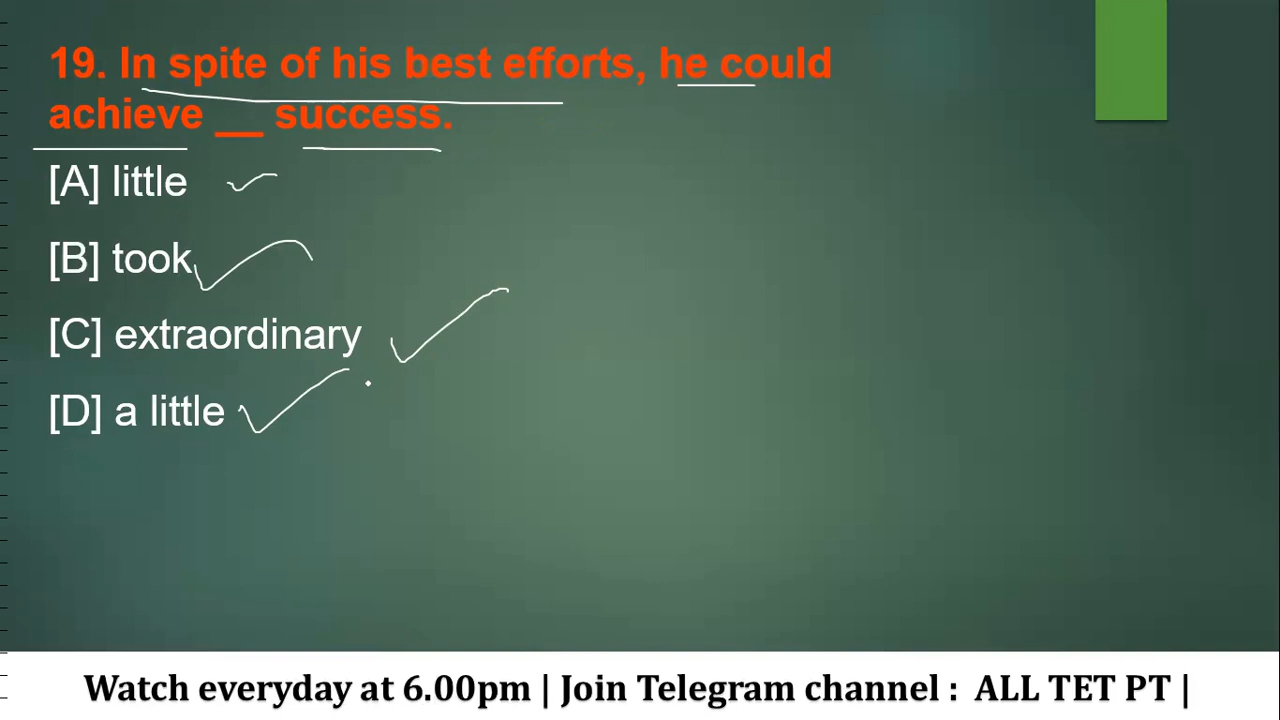 19. In spite of his best efforts, he could
achieve __ success.
[A] little
[B] took
[C] extraordinary
[D] a little
Watch everyday at 6.00pm | Join Telegram channel : ALL TET PT |